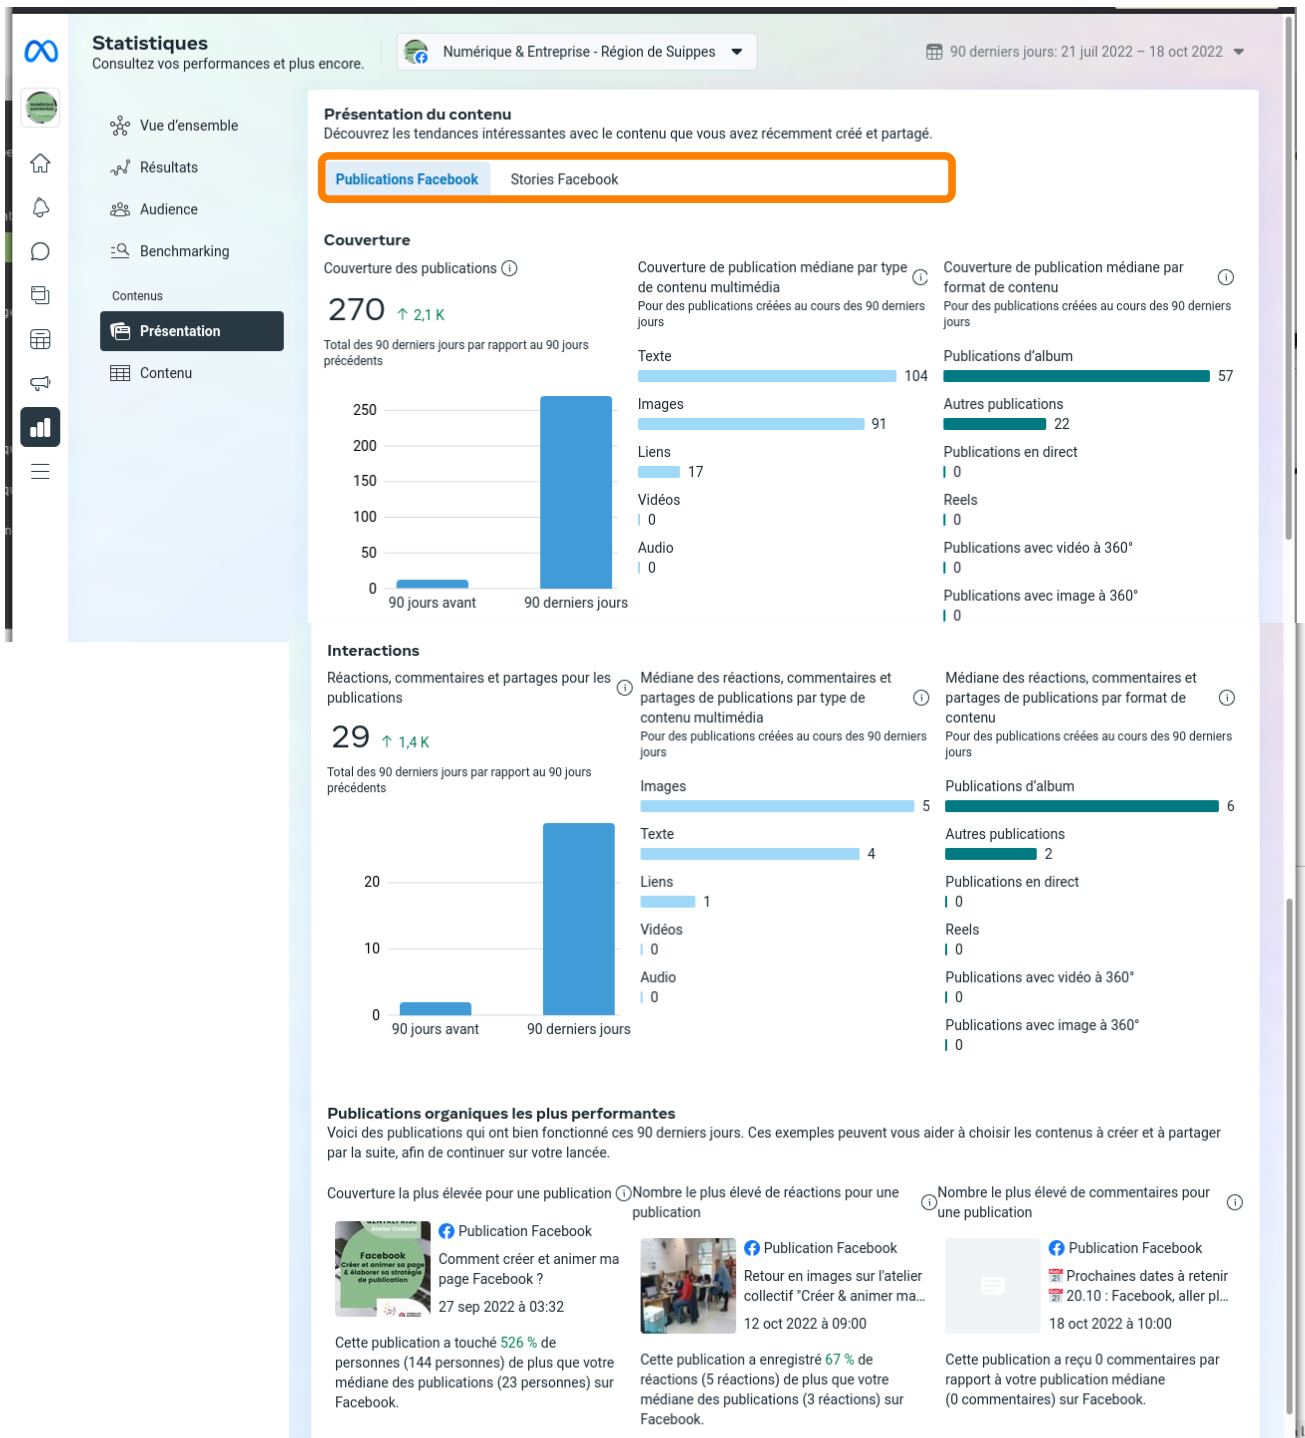 Statistiques
Consultez vos performances et plus encore.
Numérique & Entreprise - Région de Suippes
90 derniers jours: 21 juil 2022 – 18 oct 2022
Vue d'ensemble
Résultats
Audience
Benchmarking
Contenus
Présentation
Contenu
Présentation du contenu
Découvrez les tendances intéressantes avec le contenu que vous avez récemment créé et partagé.
Publications Facebook
Stories Facebook
Couverture
Couverture des publications
270 ↑ 2,1 K
Total des 90 derniers jours par rapport au 90 jours
précédents
250
200
150
100
50
0
90 jours avant
90 derniers jours
Couverture de publication médiane par type
de contenu multimédia
Pour des publications créées au cours des 90 derniers
jours
Texte
104
Images
91
Liens
17
Vidéos
0
Audio
0
Couverture de publication médiane par
format de contenu
Pour des publications créées au cours des 90 derniers
jours
Publications d'album
57
Autres publications
22
Publications en direct
0
Reels
0
Publications avec vidéo à 360°
0
Publications avec image à 360°
0
Interactions
Réactions, commentaires et partages pour les
publications
29 ↑ 1,4 K
Total des 90 derniers jours par rapport au 90 jours
précédents
20
10
0
90 jours avant
90 derniers jours
Médiane des réactions, commentaires et
partages de publications par type de
contenu multimédia
Pour des publications créées au cours des 90 derniers
jours
Images
5
Texte
4
Liens
1
Vidéos
0
Audio
0
Médiane des réactions, commentaires et
partages de publications par format de
contenu
Pour des publications créées au cours des 90 derniers
jours
Publications d'album
6
Autres publications
2
Publications en direct
0
Reels
0
Publications avec vidéo à 360°
0
Publications avec image à 360°
0
Publications organiques les plus performantes
Voici des publications qui ont bien fonctionné ces 90 derniers jours. Ces exemples peuvent vous aider à choisir les contenus à créer et à partager
par la suite, afin de continuer sur votre lancée.
Couverture la plus élevée pour une publication
Atelier Collectif
Facebook
Créer et animer sa page
& élaborer sa stratégie
de publication
Publication Facebook
Comment créer et animer ma
page Facebook ?
27 sep 2022 à 03:32
Cette publication a touché 526 % de
personnes (144 personnes) de plus que votre
médiane des publications (23 personnes) sur
Facebook.
Nombre le plus élevé de réactions pour une
publication
Publication Facebook
Retour en images sur l'atelier
collectif "Créer & animer ma...
12 oct 2022 à 09:00
Cette publication a enregistré 67 % de
réactions (5 réactions) de plus que votre
médiane des publications (3 réactions) sur
Facebook.
Nombre le plus élevé de commentaires pour
une publication
Publication Facebook
📅 Prochaines dates à retenir
📅 20.10 : Facebook, aller pl...
18 oct 2022 à 10:00
Cette publication a reçu 0 commentaires par
rapport à votre publication médiane
(0 commentaires) sur Facebook.